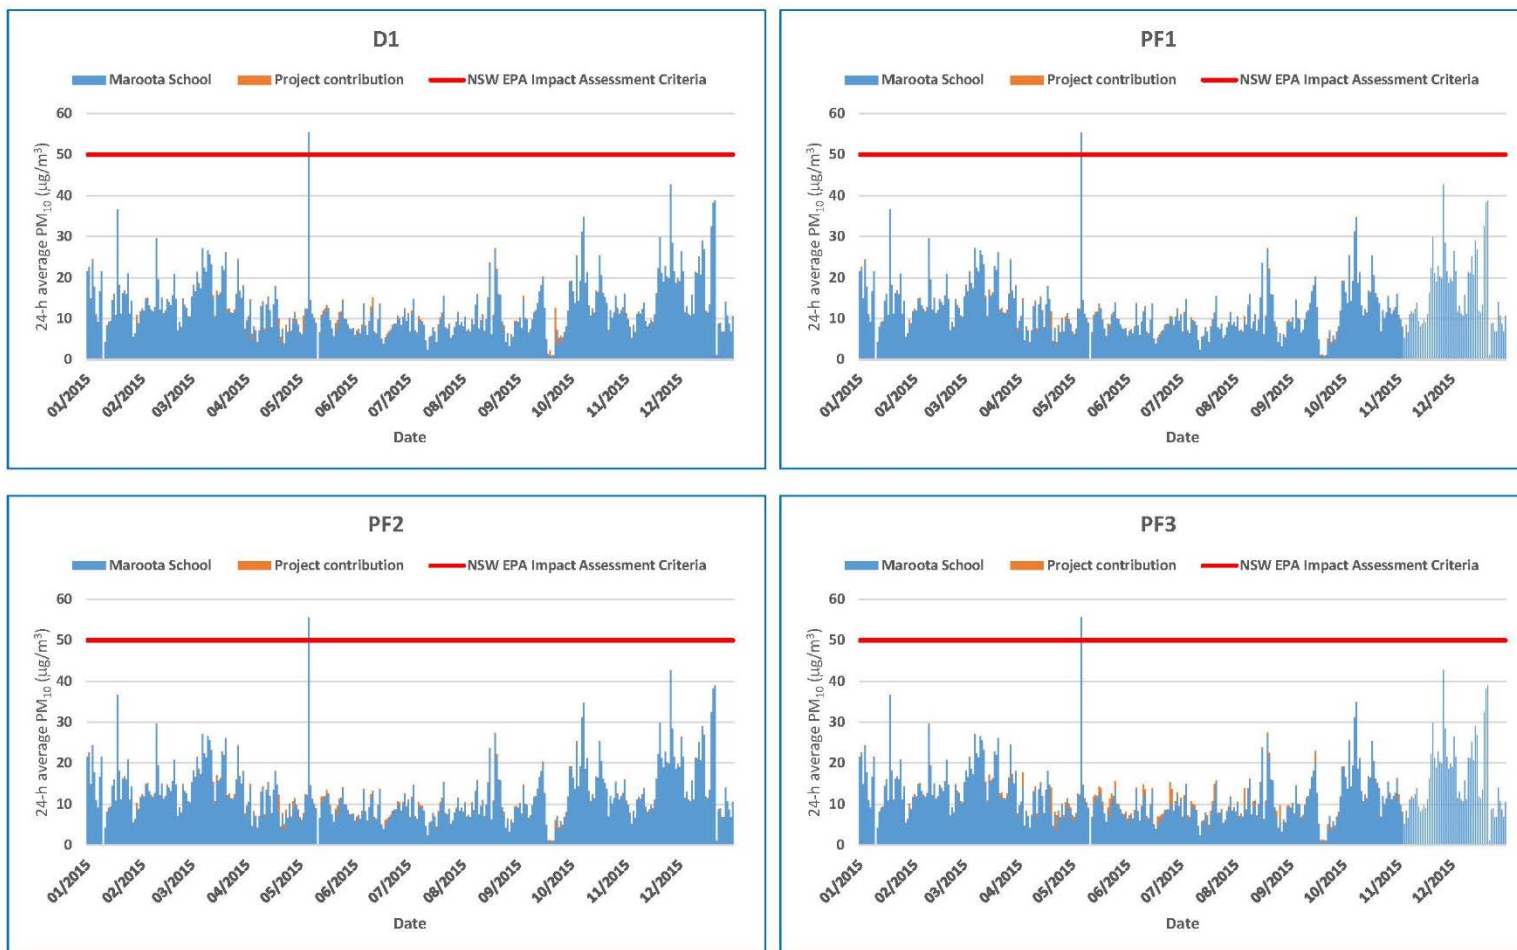 D1
Maroota School Project contribution NSW EPA Impact Assessment Criteria
24-h average PM10 (µg/m³)
60
50
40
30
20
10
0
01/2015 02/2015 03/2015 04/2015 05/2015 06/2015 07/2015 08/2015 09/2015 10/2015 11/2015 12/2015
Date
PF1
Maroota School Project contribution NSW EPA Impact Assessment Criteria
24-h average PM10 (µg/m³)
60
50
40
30
20
10
0
01/2015 02/2015 03/2015 04/2015 05/2015 06/2015 07/2015 08/2015 09/2015 10/2015 11/2015 12/2015
Date
PF2
Maroota School Project contribution NSW EPA Impact Assessment Criteria
24-h average PM10 (µg/m³)
60
50
40
30
20
10
0
01/2015 02/2015 03/2015 04/2015 05/2015 06/2015 07/2015 08/2015 09/2015 10/2015 11/2015 12/2015
Date
PF3
Maroota School Project contribution NSW EPA Impact Assessment Criteria
24-h average PM10 (µg/m³)
60
50
40
30
20
10
0
01/2015 02/2015 03/2015 04/2015 05/2015 06/2015 07/2015 08/2015 09/2015 10/2015 11/2015 12/2015
Date